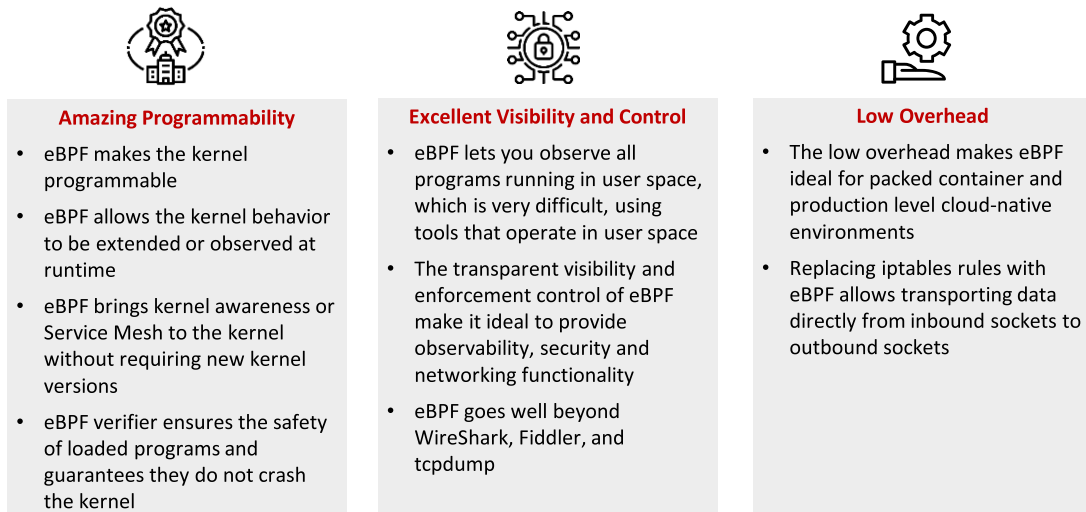 Amazing Programmability
• eBPF makes the kernel
programmable
• eBPF allows the kernel behavior
to be extended or observed at
runtime
• eBPF brings kernel awareness or
Service Mesh to the kernel
without requiring new kernel
versions
• eBPF verifier ensures the safety
of loaded programs and
guarantees they do not crash
the kernel
Excellent Visibility and Control
• eBPF lets you observe all
programs running in user space,
which is very difficult, using
tools that operate in user space
• The transparent visibility and
enforcement control of eBPF
make it ideal to provide
observability, security and
networking functionality
• eBPF goes well beyond
WireShark, Fiddler, and
tcpdump
Low Overhead
• The low overhead makes eBPF
ideal for packed container and
production level cloud-native
environments
• Replacing iptables rules with
eBPF allows transporting data
directly from inbound sockets to
outbound sockets